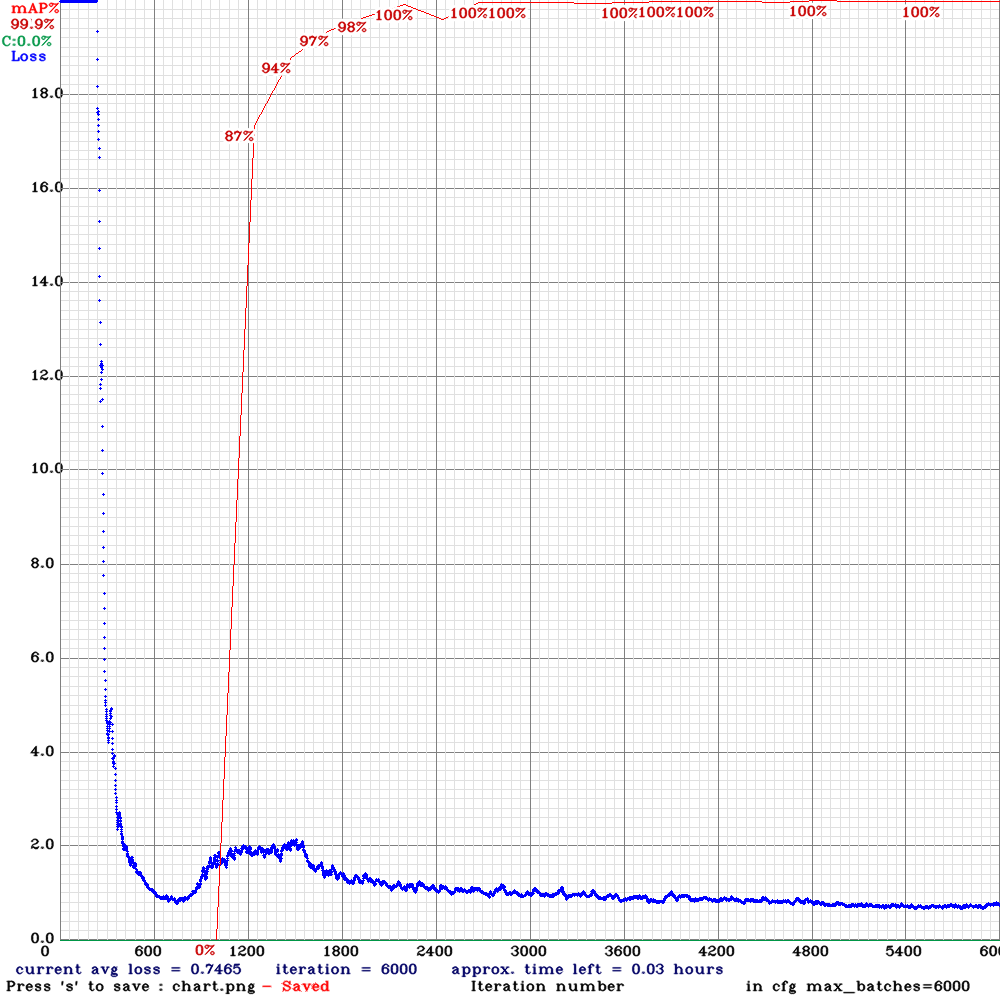 mAP%
99.9%
C:0.0%
Loss
100% 100%100% 100%100%100% 100% 100%
98%
97%
94%
87%
18.0
16.0
14.0
12.0
10.0
8.0
6.0
4.0
2.0
0.0
0 600 0% 1200 1800 2400 3000 3600 4200 4800 5400 600
current avg loss = 0.7465 iteration = 6000 approx. time left = 0.03 hours
Press 's' to save : chart.png - Saved Iteration number in cfg max_batches=6000